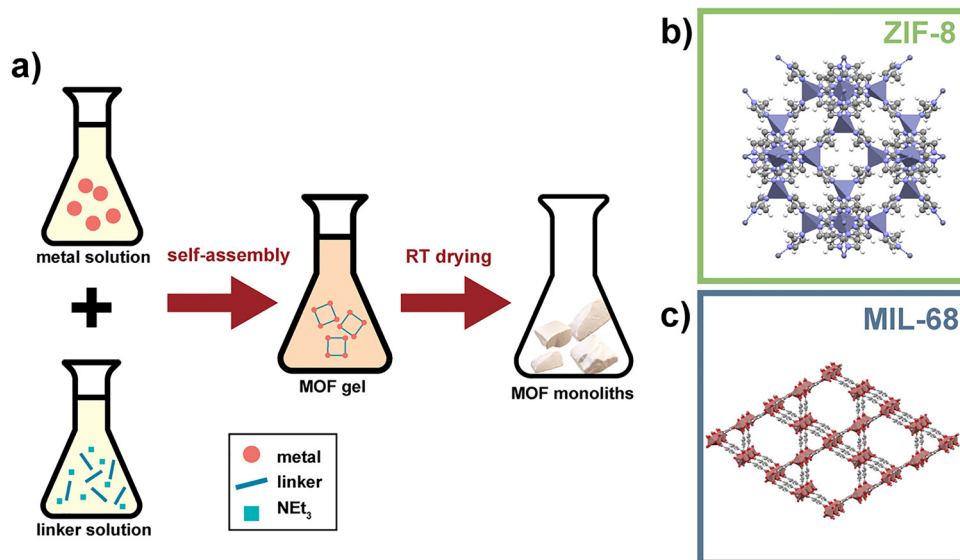 a)
metal solution
+
linker solution
self-assembly
MOF gel
RT drying
MOF monoliths
metal
linker
NEt₃
b)
ZIF-8
c)
MIL-68